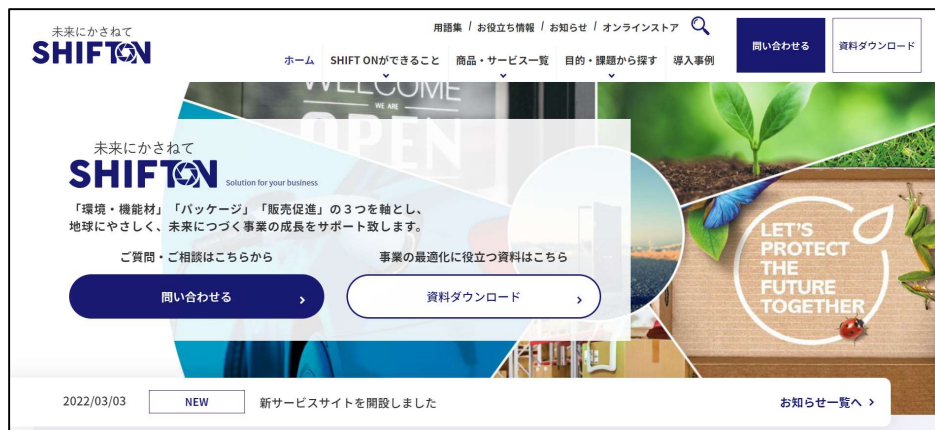 未来にかさねて
SHIFTON
用語集 / お役立ち情報 / お知らせ / オンラインストア
問い合わせる
資料ダウンロード
ホーム SHIFT ONができること 商品・サービス一覧 目的・課題から探す 導入事例
WELCOME
WE ARE
OPEN
未来にかさねて
SHIFTON Solution for your business
「環境・機能材」「パッケージ」「販売促進」の３つを軸とし、
地球にやさしく、未来につづく事業の成長をサポート致します。
ご質問・ご相談はこちらから
事業の最適化に役立つ資料はこちら
問い合わせる
資料ダウンロード
LET'S
PROTECT
THE
FUTURE
TOGETHER
2022/03/03 NEW 新サービスサイトを開設しました お知らせ一覧へ